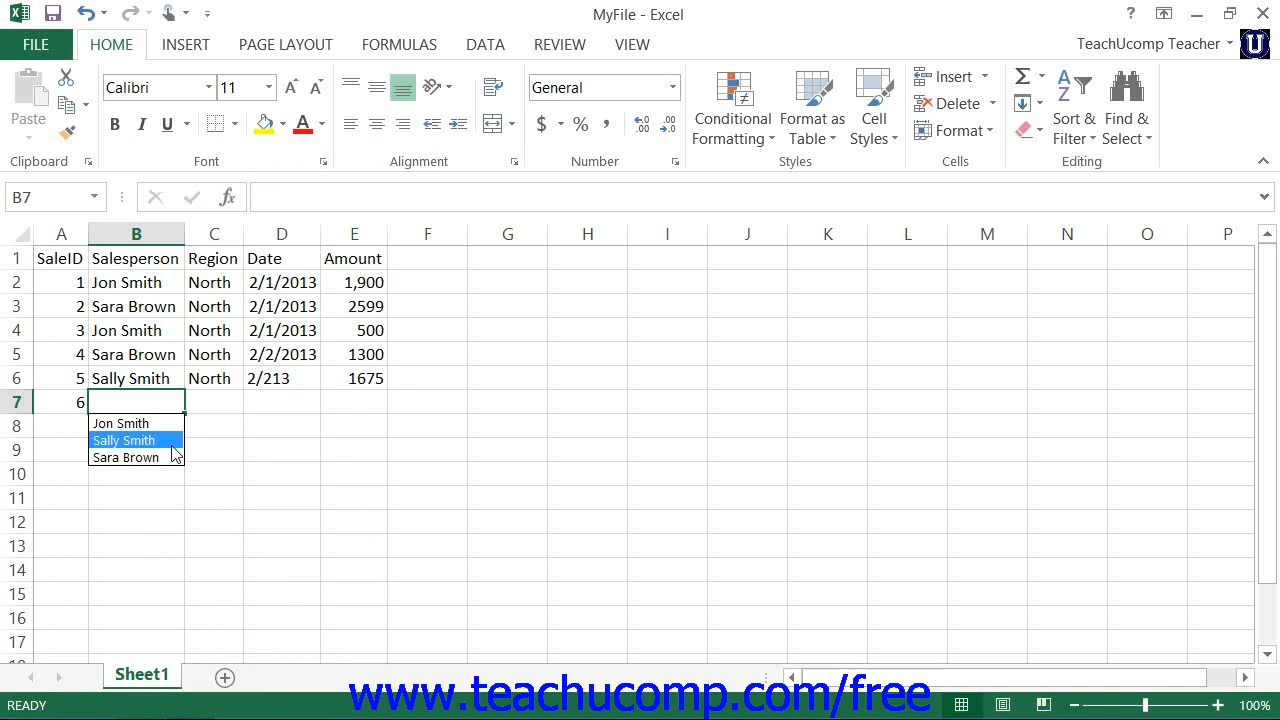 MyFile - Excel
?
FILE HOME INSERT PAGE LAYOUT FORMULAS DATA REVIEW VIEW TeachUcomp Teacher U
Paste
Clipboard
Calibri 11
B I U A
Font
Alignment
General
$ % ,
Number
Conditional Formatting
Format as Table
Cell Styles
Styles
Insert
Delete
Format
Cells
Σ
Sort & Filter
Find & Select
Editing
B7 fx
A B C D E F G H I J K L M N O P
1 SaleID Salesperson Region Date Amount
2 1 Jon Smith North 2/1/2013 1,900
3 2 Sara Brown North 2/1/2013 2599
4 3 Jon Smith North 2/1/2013 500
5 4 Sara Brown North 2/2/2013 1300
6 5 Sally Smith North 2/213 1675
7 6
Jon Smith
Sally Smith
Sara Brown
8
9
10
11
12
13
14
15
16
17
Sheet1
www.teachucomp.com/free
READY 100%